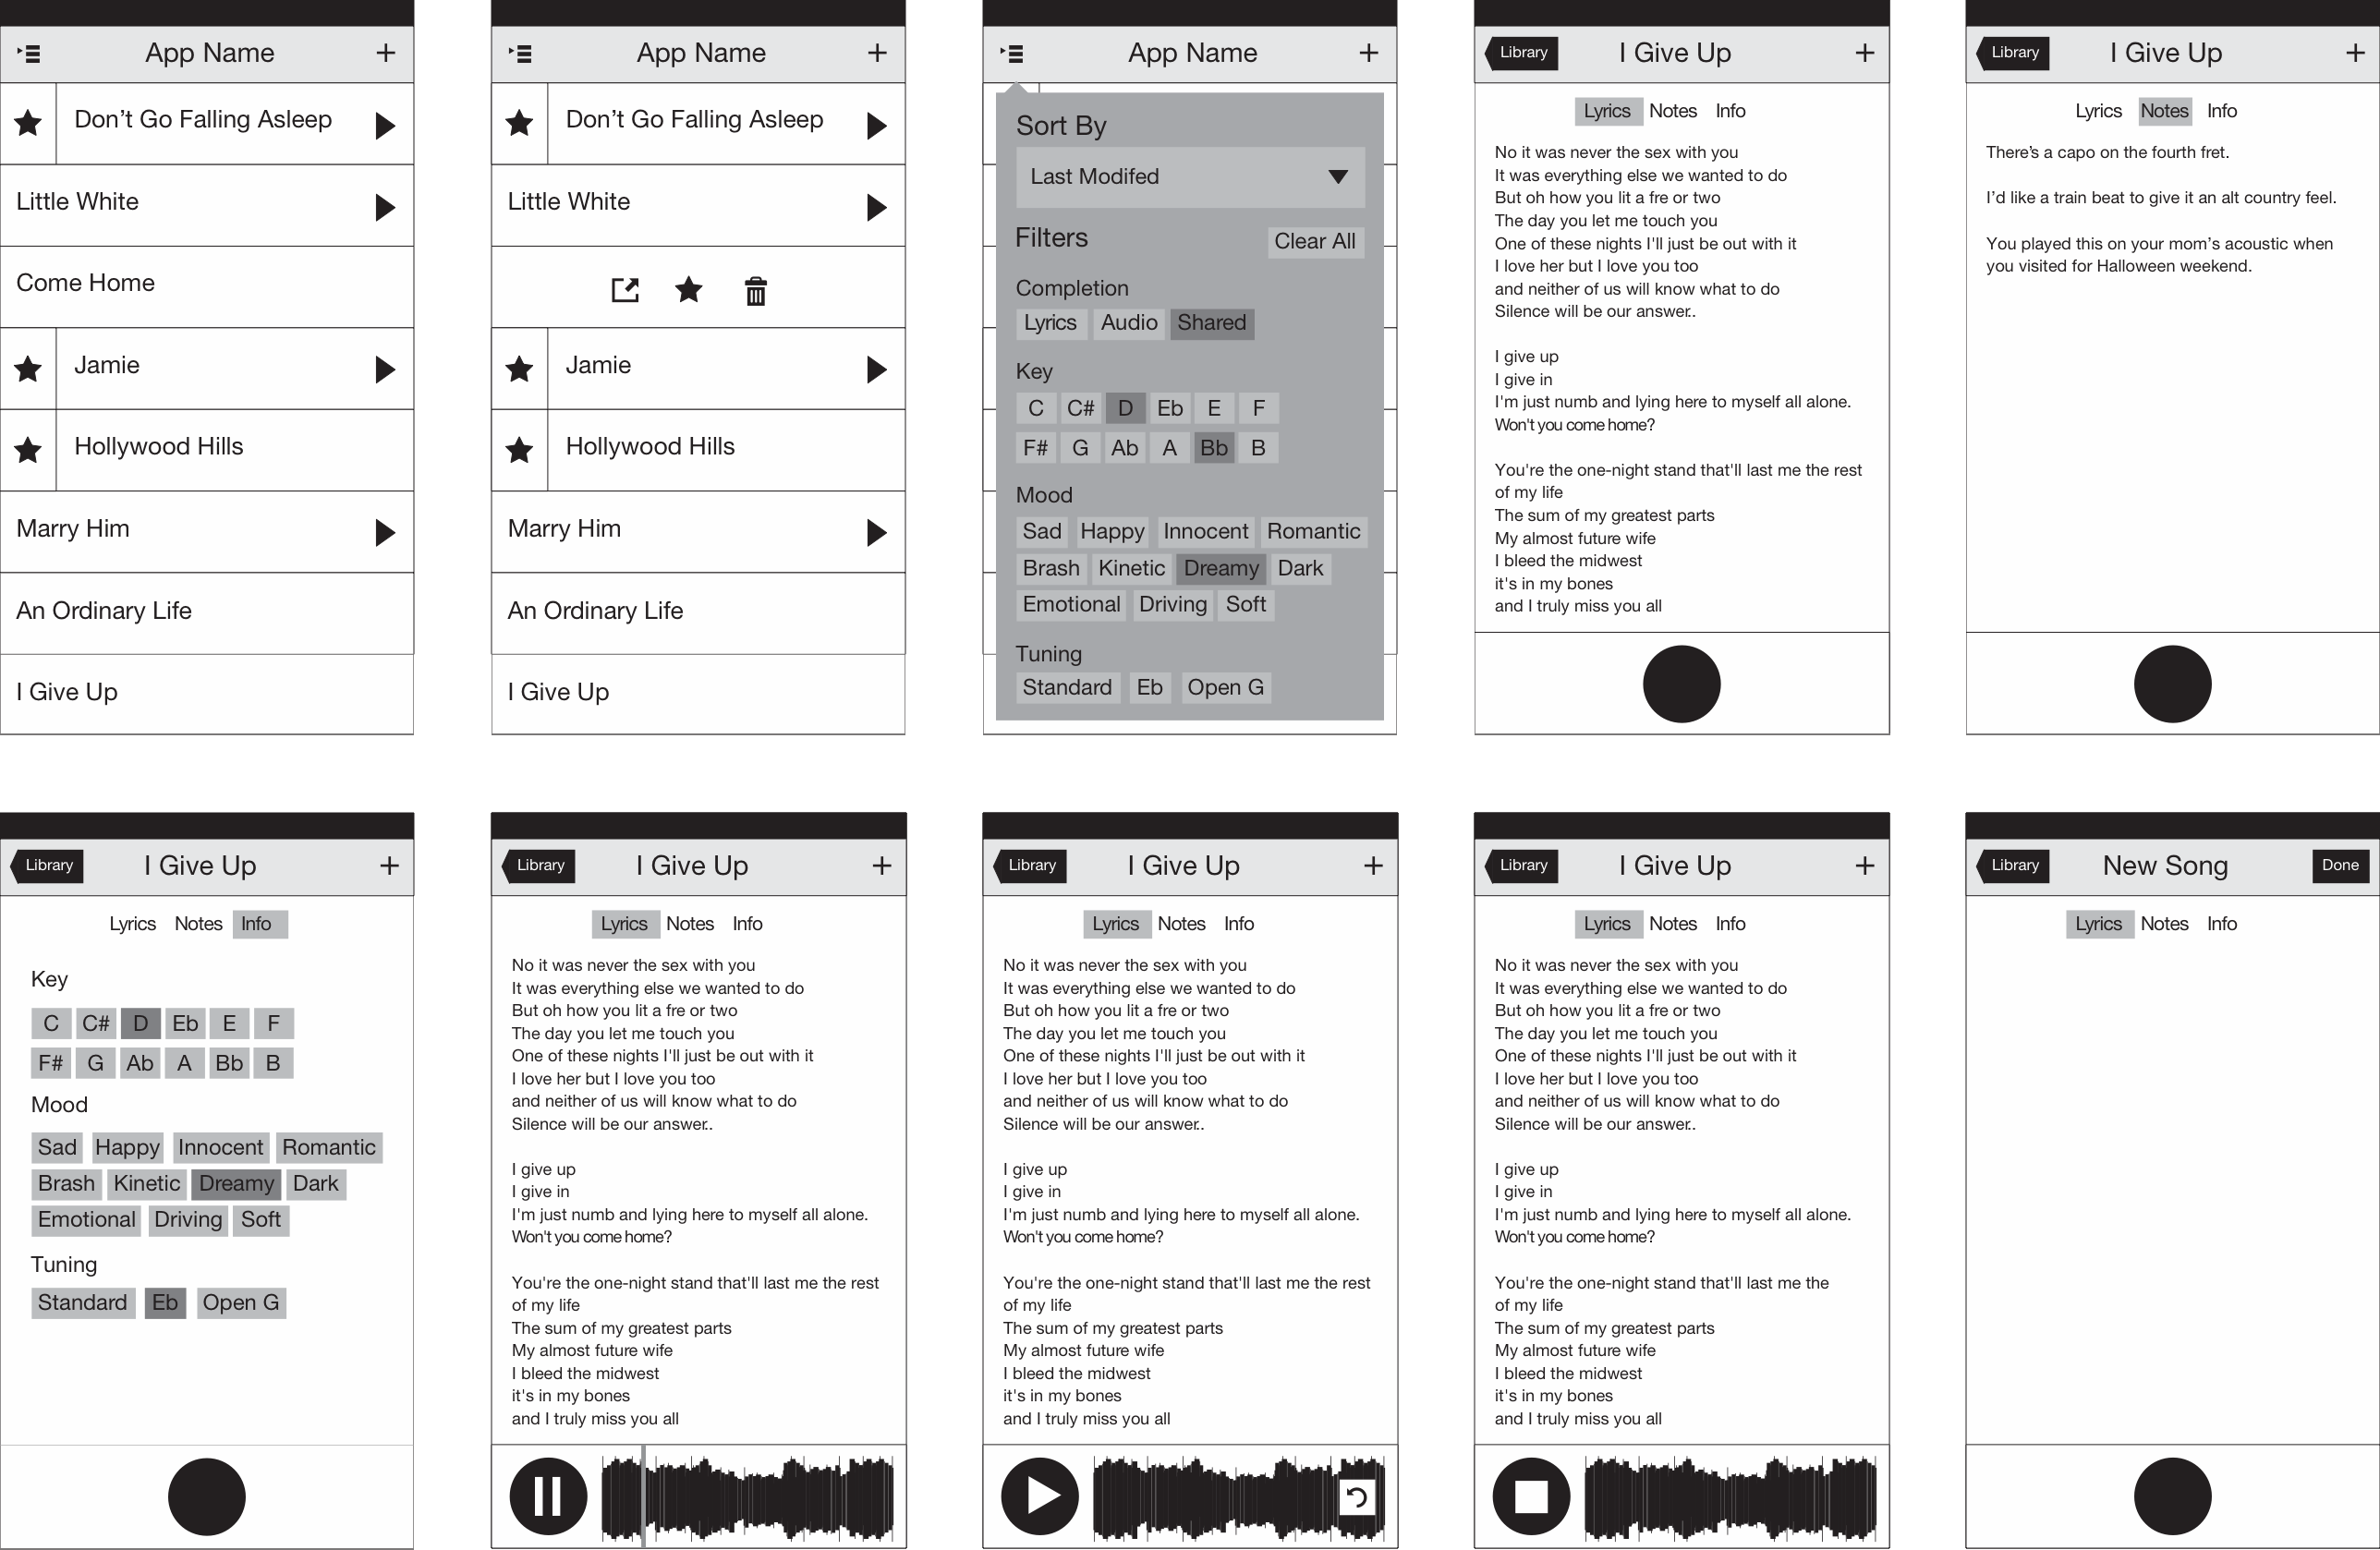 App Name
Don’t Go Falling Asleep
Little White
Come Home
Jamie
Hollywood Hills
Marry Him
An Ordinary Life
I Give Up
App Name
Don’t Go Falling Asleep
Little White
Jamie
Hollywood Hills
Marry Him
An Ordinary Life
I Give Up
App Name
Sort By
Last Modifed
Filters Clear All
Completion
Lyrics Audio Shared
Key
C C# D Eb E F
F# G Ab A Bb B
Mood
Sad Happy Innocent Romantic
Brash Kinetic Dreamy Dark
Emotional Driving Soft
Tuning
Standard Eb Open G
Library I Give Up
Lyrics Notes Info
No it was never the sex with you
It was everything else we wanted to do
But oh how you lit a fre or two
The day you let me touch you
One of these nights I'll just be out with it
I love her but I love you too
and neither of us will know what to do
Silence will be our answer..
I give up
I give in
I'm just numb and lying here to myself all alone.
Won't you come home?
You're the one-night stand that'll last me the rest
of my life
The sum of my greatest parts
My almost future wife
I bleed the midwest
it's in my bones
and I truly miss you all
Library I Give Up
Lyrics Notes Info
There’s a capo on the fourth fret.
I’d like a train beat to give it an alt country feel.
You played this on your mom’s acoustic when
you visited for Halloween weekend.
Library I Give Up
Lyrics Notes Info
Key
C C# D Eb E F
F# G Ab A Bb B
Mood
Sad Happy Innocent Romantic
Brash Kinetic Dreamy Dark
Emotional Driving Soft
Tuning
Standard Eb Open G
Library I Give Up
Lyrics Notes Info
No it was never the sex with you
It was everything else we wanted to do
But oh how you lit a fre or two
The day you let me touch you
One of these nights I'll just be out with it
I love her but I love you too
and neither of us will know what to do
Silence will be our answer..
I give up
I give in
I'm just numb and lying here to myself all alone.
Won't you come home?
You're the one-night stand that'll last me the rest
of my life
The sum of my greatest parts
My almost future wife
I bleed the midwest
it's in my bones
and I truly miss you all
Library I Give Up
Lyrics Notes Info
No it was never the sex with you
It was everything else we wanted to do
But oh how you lit a fre or two
The day you let me touch you
One of these nights I'll just be out with it
I love her but I love you too
and neither of us will know what to do
Silence will be our answer..
I give up
I give in
I'm just numb and lying here to myself all alone.
Won't you come home?
You're the one-night stand that'll last me the rest
of my life
The sum of my greatest parts
My almost future wife
I bleed the midwest
it's in my bones
and I truly miss you all
Library I Give Up
Lyrics Notes Info
No it was never the sex with you
It was everything else we wanted to do
But oh how you lit a fre or two
The day you let me touch you
One of these nights I'll just be out with it
I love her but I love you too
and neither of us will know what to do
Silence will be our answer..
I give up
I give in
I'm just numb and lying here to myself all alone.
Won't you come home?
You're the one-night stand that'll last me the
of my life
The sum of my greatest parts
My almost future wife
I bleed the midwest
it's in my bones
and I truly miss you all
Library New Song Done
Lyrics Notes Info